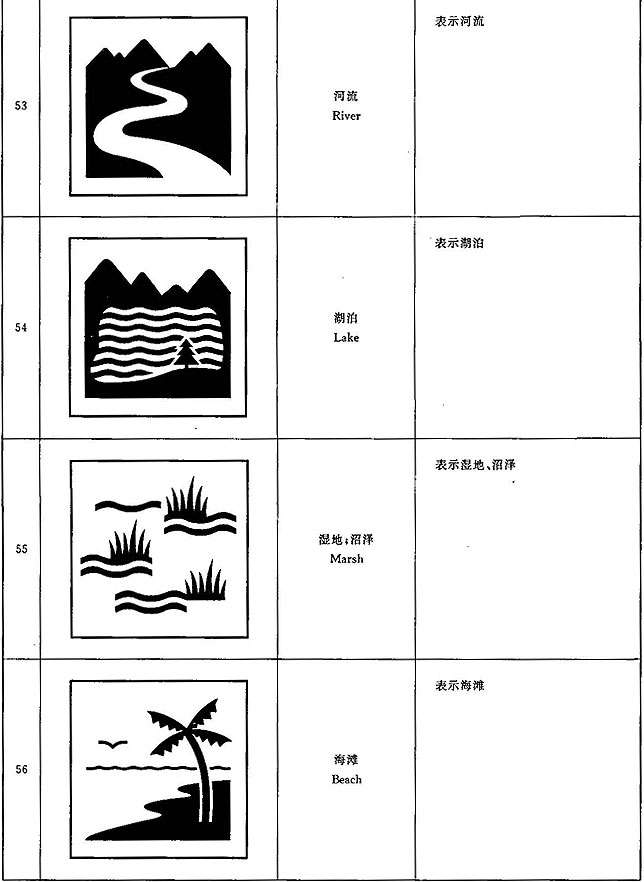 53
河流
River
表示河流
54
湖泊
Lake
表示湖泊
55
湿地;沼泽
Marsh
表示湿地、沼泽
56
海滩
Beach
表示海滩